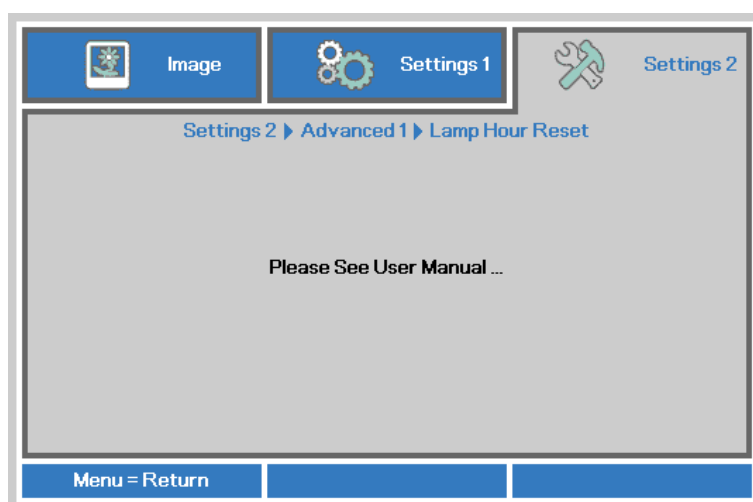 Image
Settings 1
Settings 2
Settings 2 ▶ Advanced 1 ▶ Lamp Hour Reset
Please See User Manual ...
Menu = Return